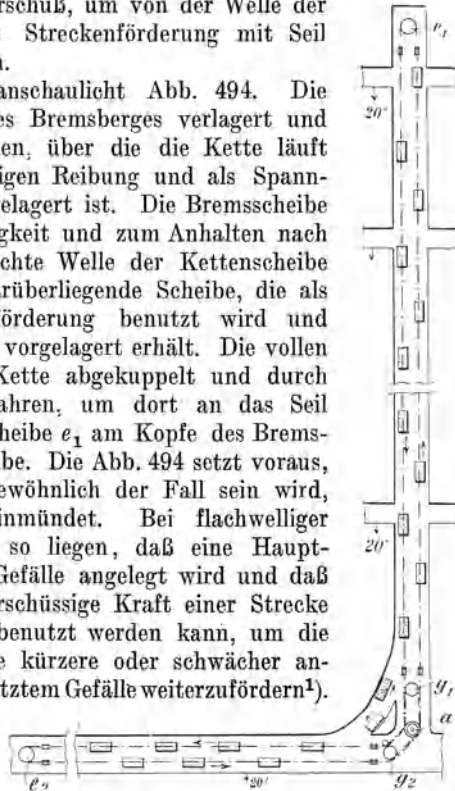 rschuß, um von der Welle der
Streckenförderung mit Seil
anschaulicht Abb. 494. Die
es Bremsberges verlagert und
en, über die die Kette läuft
igen Reibung und als Spann-
elagert ist. Die Bremsscheibe
igkeit und zum Anhalten nach
chte Welle der Kettenscheibe
rüberliegende Scheibe, die als
örderung benutzt wird und
vorgelagert erhält. Die vollen
Kette abgekuppelt und durch
ahren, um dort an das Seil
heibe e₁ am Kopfe des Brems-
be. Die Abb. 494 setzt voraus,
ewöhnlich der Fall sein wird,
inmündet. Bei flachwelliger
so liegen, daß eine Haupt-
Gefälle angelegt wird und daß
rschüssige Kraft einer Strecke
benutzt werden kann, um die
e kürzere oder schwächer an-
tztem Gefälle weiterzufördern¹).
e₁
20°
20°
g₁
a
e₂
20°
g₂